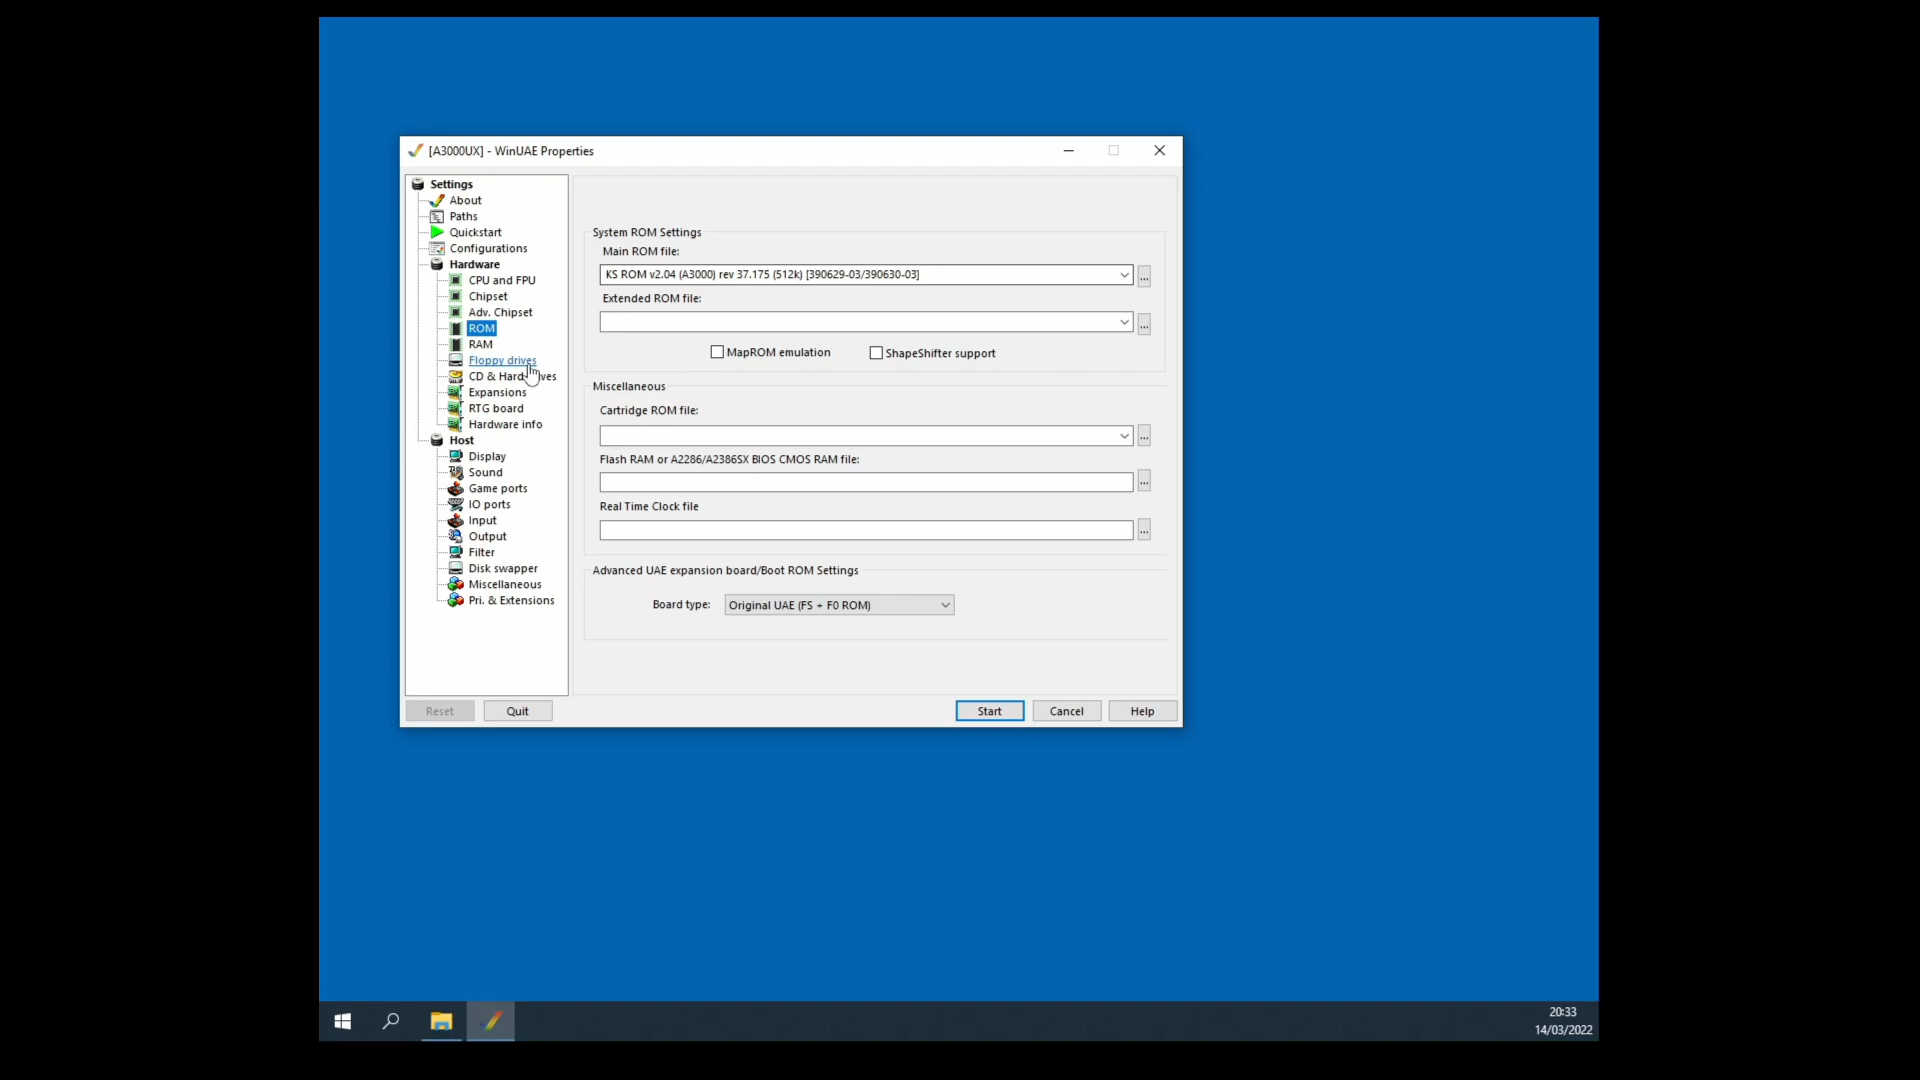 [A3000UX] - WinUAE Properties
Settings
About
Paths
Quickstart
Configurations
Hardware
CPU and FPU
Chipset
Adv. Chipset
ROM
RAM
Floppy drives
CD & Hard
Expansions
RTG board
Hardware info
Host
Display
Sound
Game ports
IO ports
Input
Output
Filter
Disk swapper
Miscellaneous
Pri. & Extensions
System ROM Settings
Main ROM file:
KS ROM v2.04 (A3000) rev 37.175 (512k) [390629-03/390630-03]
...
Extended ROM file:
...
MapROM emulation
ShapeShifter support
Miscellaneous
Cartridge ROM file:
...
Flash RAM or A2286/A2386SX BIOS CMOS RAM file:
...
Real Time Clock file
...
Advanced UAE expansion board/Boot ROM Settings
Board type: Original UAE (FS + F0 ROM)
Reset
Quit
Start
Cancel
Help
20:33
14/03/2022